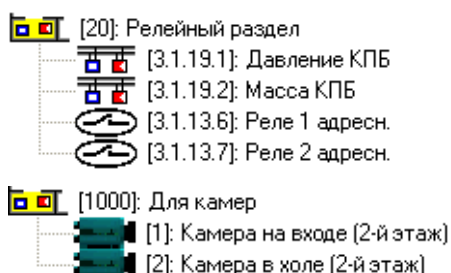 [20]: Релейный раздел
[3.1.19.1]: Давление КПБ
[3.1.19.2]: Масса КПБ
[3.1.13.6]: Реле 1 адресн.
[3.1.13.7]: Реле 2 адресн.
[1000]: Для камер
[1]: Камера на входе (2-й этаж)
[2]: Камера в холе (2-й этаж)